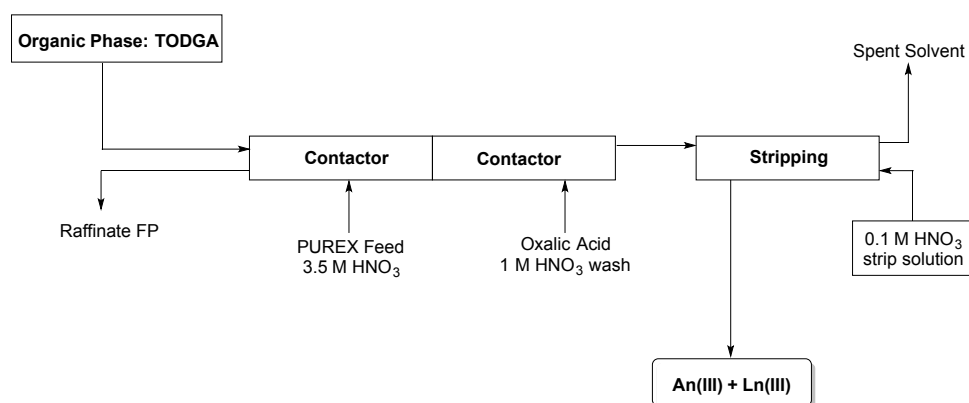 Organic Phase: TODGA
Spent Solvent
Contactor
Contactor
Stripping
Raffinate FP
PUREX Feed
3.5 M HNO₃
Oxalic Acid
1 M HNO₃ wash
0.1 M HNO₃
strip solution
An(III) + Ln(III)